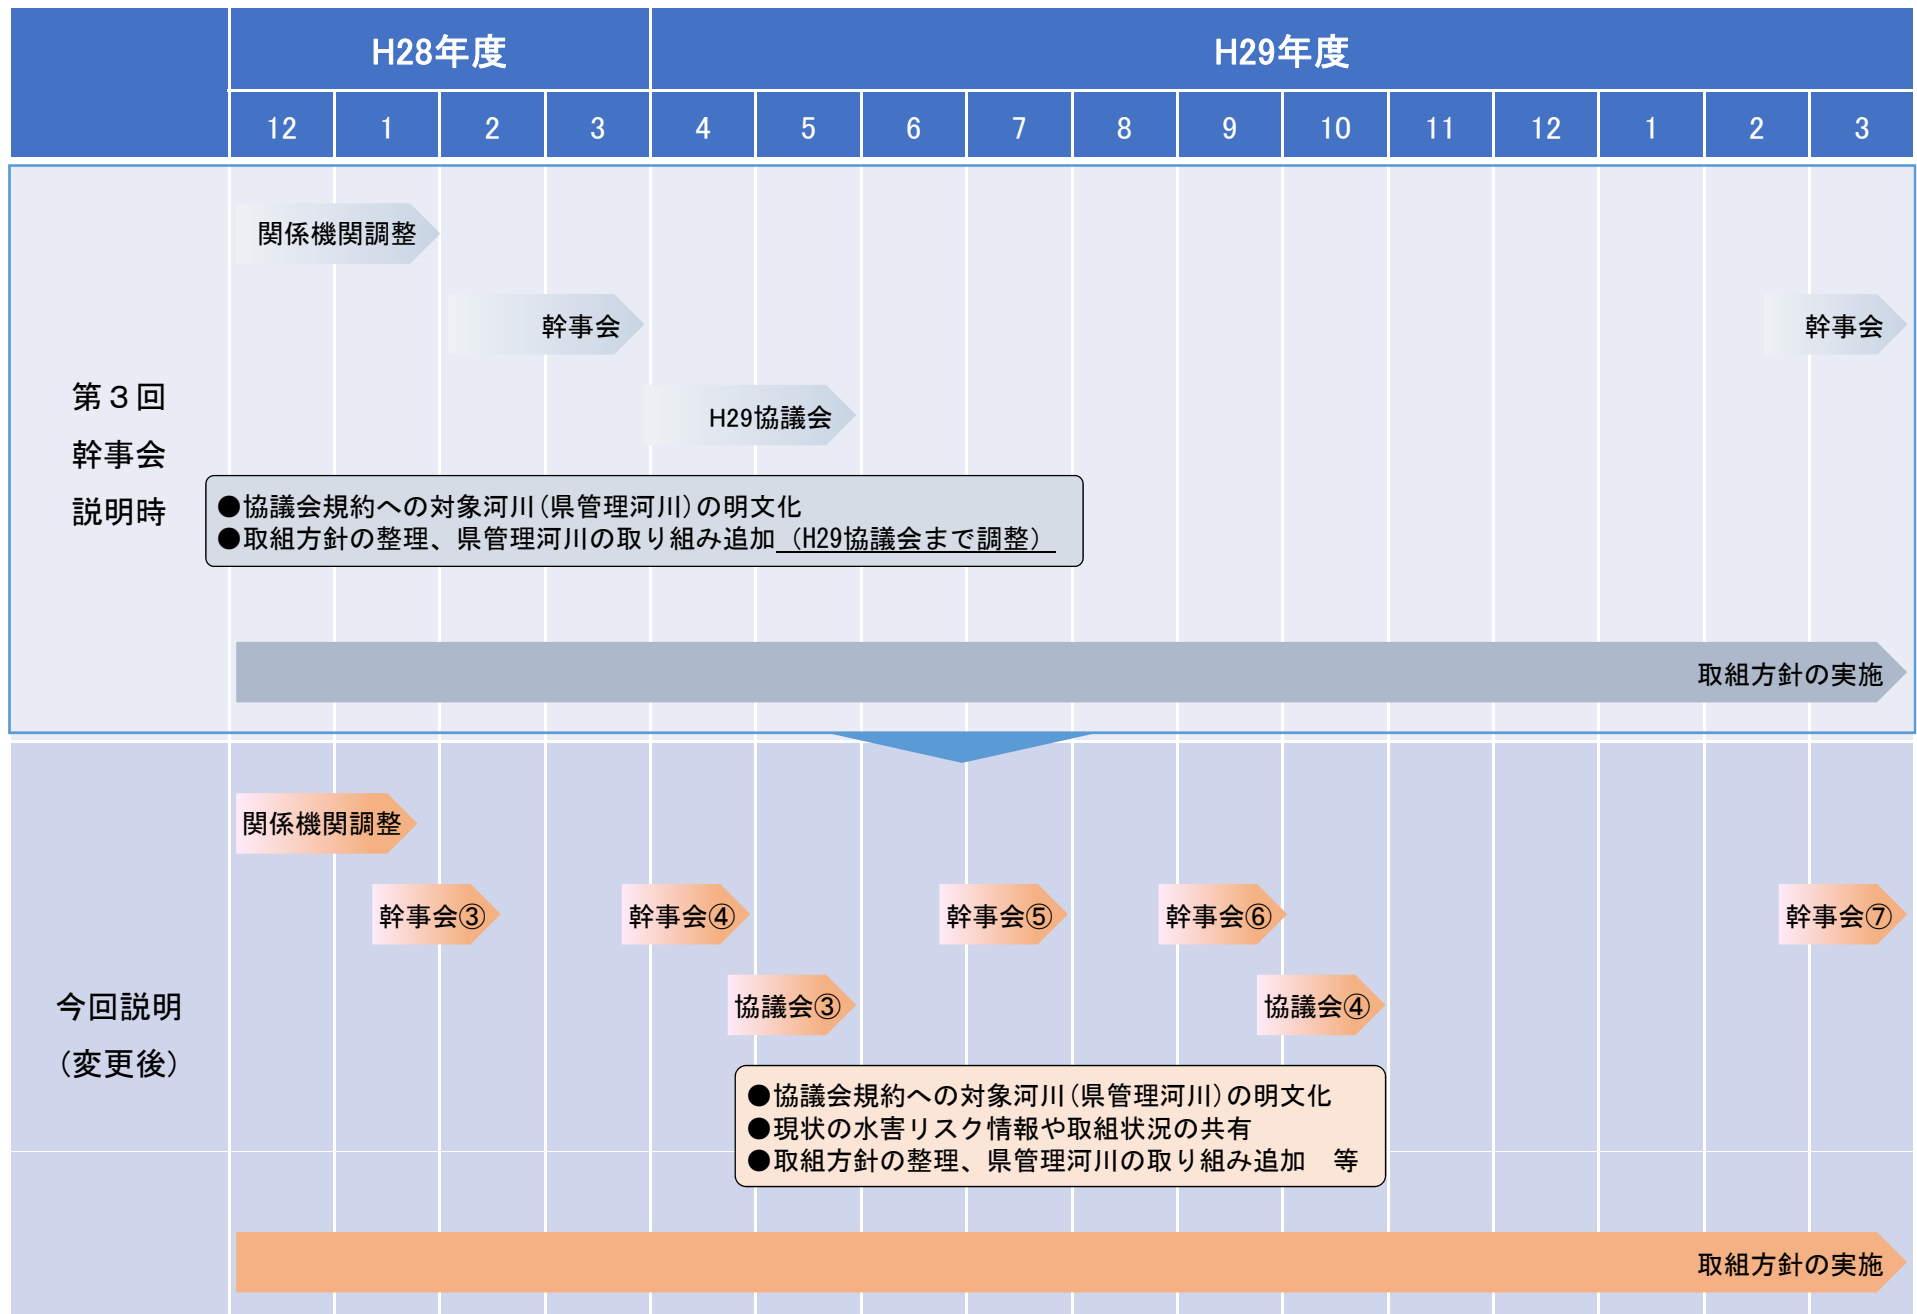 H28年度 H29年度
12 1 2 3 4 5 6 7 8 9 10 11 12 1 2 3
第３回
幹事会
説明時
関係機関調整
幹事会 幹事会
H29協議会
●協議会規約への対象河川(県管理河川)の明文化
●取組方針の整理、県管理河川の取り組み追加（H29協議会まで調整）
取組方針の実施
今回説明
(変更後)
関係機関調整
幹事会③ 幹事会④ 幹事会⑤ 幹事会⑥ 幹事会⑦
協議会③ 協議会④
●協議会規約への対象河川(県管理河川)の明文化
●現状の水害リスク情報や取組状況の共有
●取組方針の整理、県管理河川の取り組み追加　等
取組方針の実施